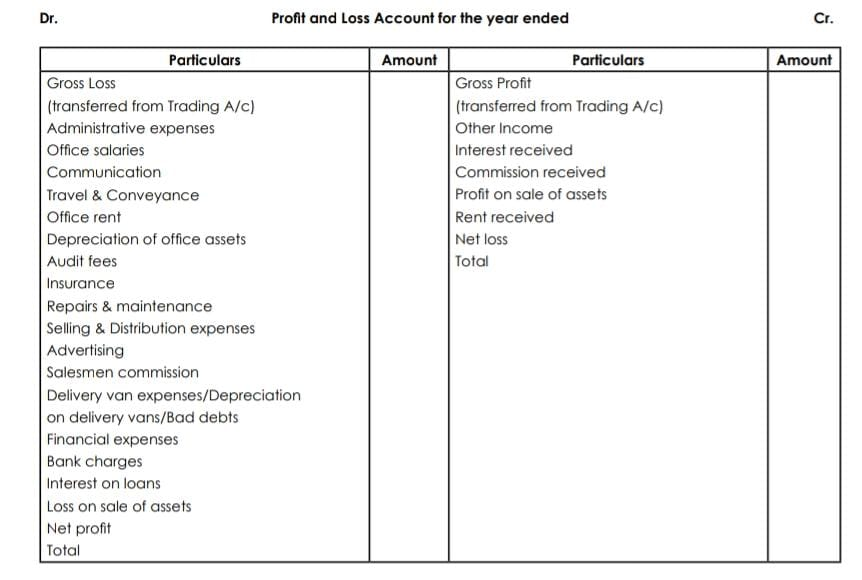 Dr. Profit and Loss Account for the year ended Cr.
Particulars Amount Particulars Amount
Gross Loss
(transferred from Trading A/c)
Administrative expenses
Office salaries
Communication
Travel & Conveyance
Office rent
Depreciation of office assets
Audit fees
Insurance
Repairs & maintenance
Selling & Distribution expenses
Advertising
Salesmen commission
Delivery van expenses/Depreciation
on delivery vans/Bad debts
Financial expenses
Bank charges
Interest on loans
Loss on sale of assets
Net profit
Total
Gross Profit
(transferred from Trading A/c)
Other Income
Interest received
Commission received
Profit on sale of assets
Rent received
Net loss
Total